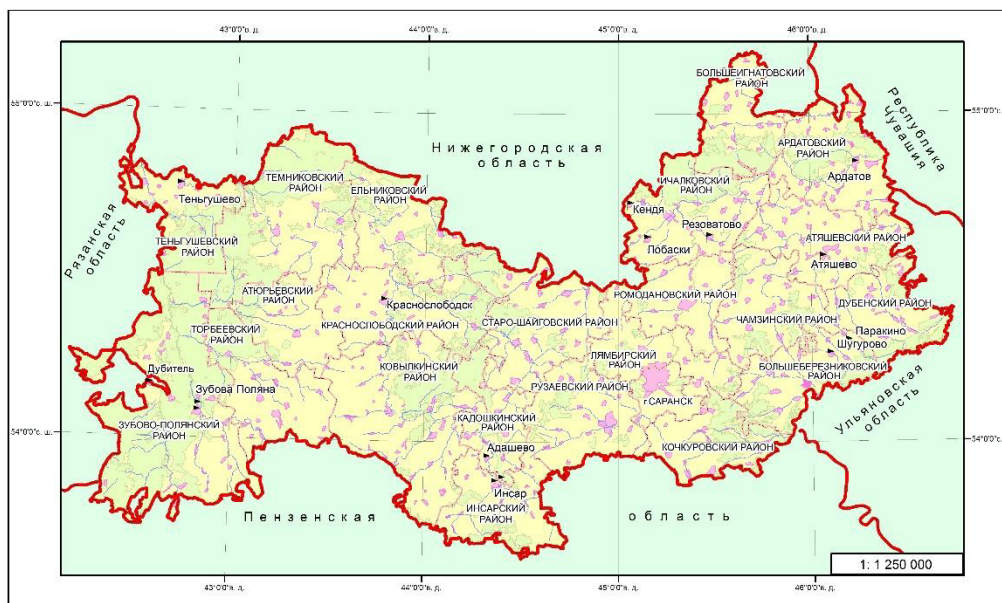 43°0'0"в. д.
44°0'0"в. д.
45°0'0"в. д.
46°0'0"в. д.
БОЛЬШЕИГНАТОВСКИЙ
РАЙОН
55°0'0"с. ш.
55°0'0"с.
Республика
Чувашия
Нижегородская
область
АРДАТОВСКИЙ
РАЙОН
Ардатов
ТЕМНИКОВСКИЙ
РАЙОН
ЕЛЬНИКОВСКИЙ
РАЙОН
ИЧАЛКОВСКИЙ
РАЙОН
Теньгушево
Кендя
Резоватово
Рязанская
область
ТЕНЬГУШЕВСКИЙ
РАЙОН
Лобаски
АТЯШЕВСКИЙ
РАЙОН
Атяшево
АТЮРЬЕВСКИЙ
РАЙОН
Краснослободск
РОМОДАНОВСКИЙ РАЙОН
ДУБЕНСКИЙ РАЙОН
ТОРБЕЕВСКИЙ
РАЙОН
КРАСНОСЛОБОДСКИЙ РАЙОН
СТАРО-ШАЙГОВСКИЙ РАЙОН
ЧАМЗИНСКИЙ РАЙОН
Паракино
Шугурово
Дубитель
КОВЫЛКИНСКИЙ
РАЙОН
ЛЯМБИРСКИЙ
РАЙОН
БОЛЬШЕБЕРЕЗНИКОВСКИЙ
РАЙОН
Зубова Поляна
РУЗАЕВСКИЙ РАЙОН
г.САРАНСК
Ульяновская
область
54°0'0"с. ш.
54°0'0"с.
ЗУБОВО-ПОЛЯНСКИЙ
РАЙОН
КАДОШКИНСКИЙ
РАЙОН
Адашево
КОЧКУРОВСКИЙ РАЙОН
Инсар
ИНСАРСКИЙ
РАЙОН
Пензенская область
1: 1 250 000
43°0'0"в. д.
44°0'0"в. д.
45°0'0"в. д.
46°0'0"в. д.